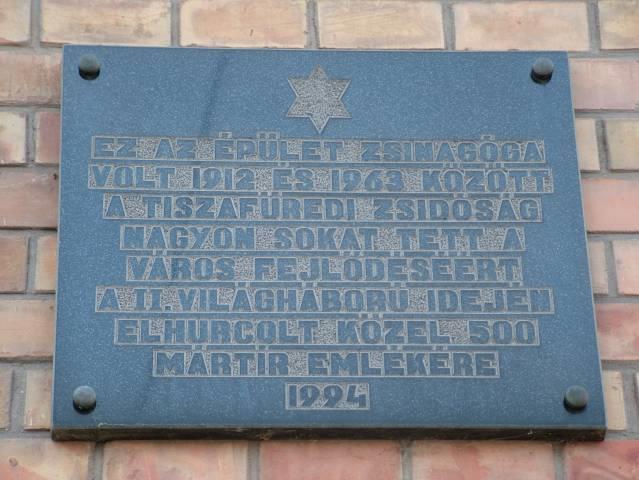 EZ AZ ÉPÜLET ZSINAGÓGA
VOLT 1912 ÉS 1963 KÖZÖTT
A TISZAFÜREDI ZSIDÓSÁG
NAGYON SOKAT TETT A
VÁROS FEJLŐDÉSÉÉRT
A II.VILÁGHÁBORÚ IDEJÉN
ELHURCOLT KÖZEL 500
MÁRTÍR EMLÉKÉRE
1994